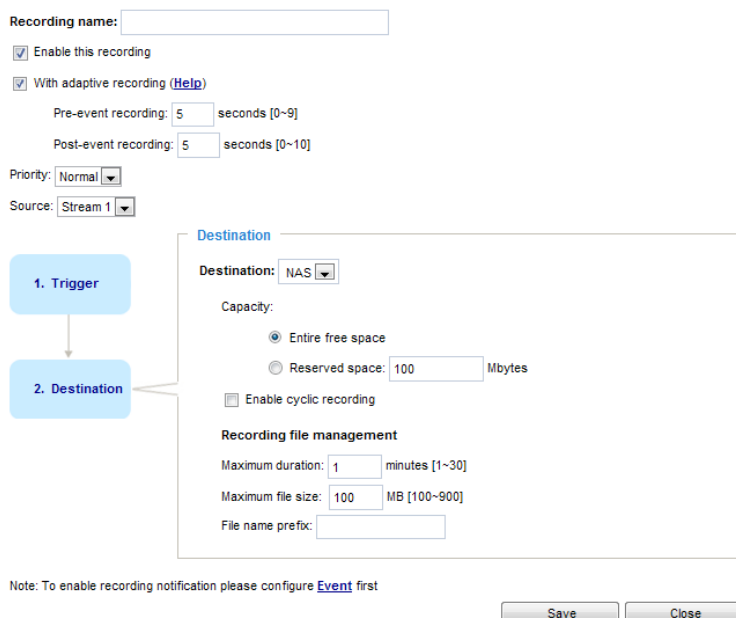 Recording name:
Enable this recording
With adaptive recording (Help)
Pre-event recording: 5 seconds [0~9]
Post-event recording: 5 seconds [0~10]
Priority: Normal
Source: Stream 1
1. Trigger
2. Destination
Destination
Destination: NAS
Capacity:
Entire free space
Reserved space: 100 Mbytes
Enable cyclic recording
Recording file management
Maximum duration: 1 minutes [1~30]
Maximum file size: 100 MB [100~900]
File name prefix:
Note: To enable recording notification please configure Event first
Save Close